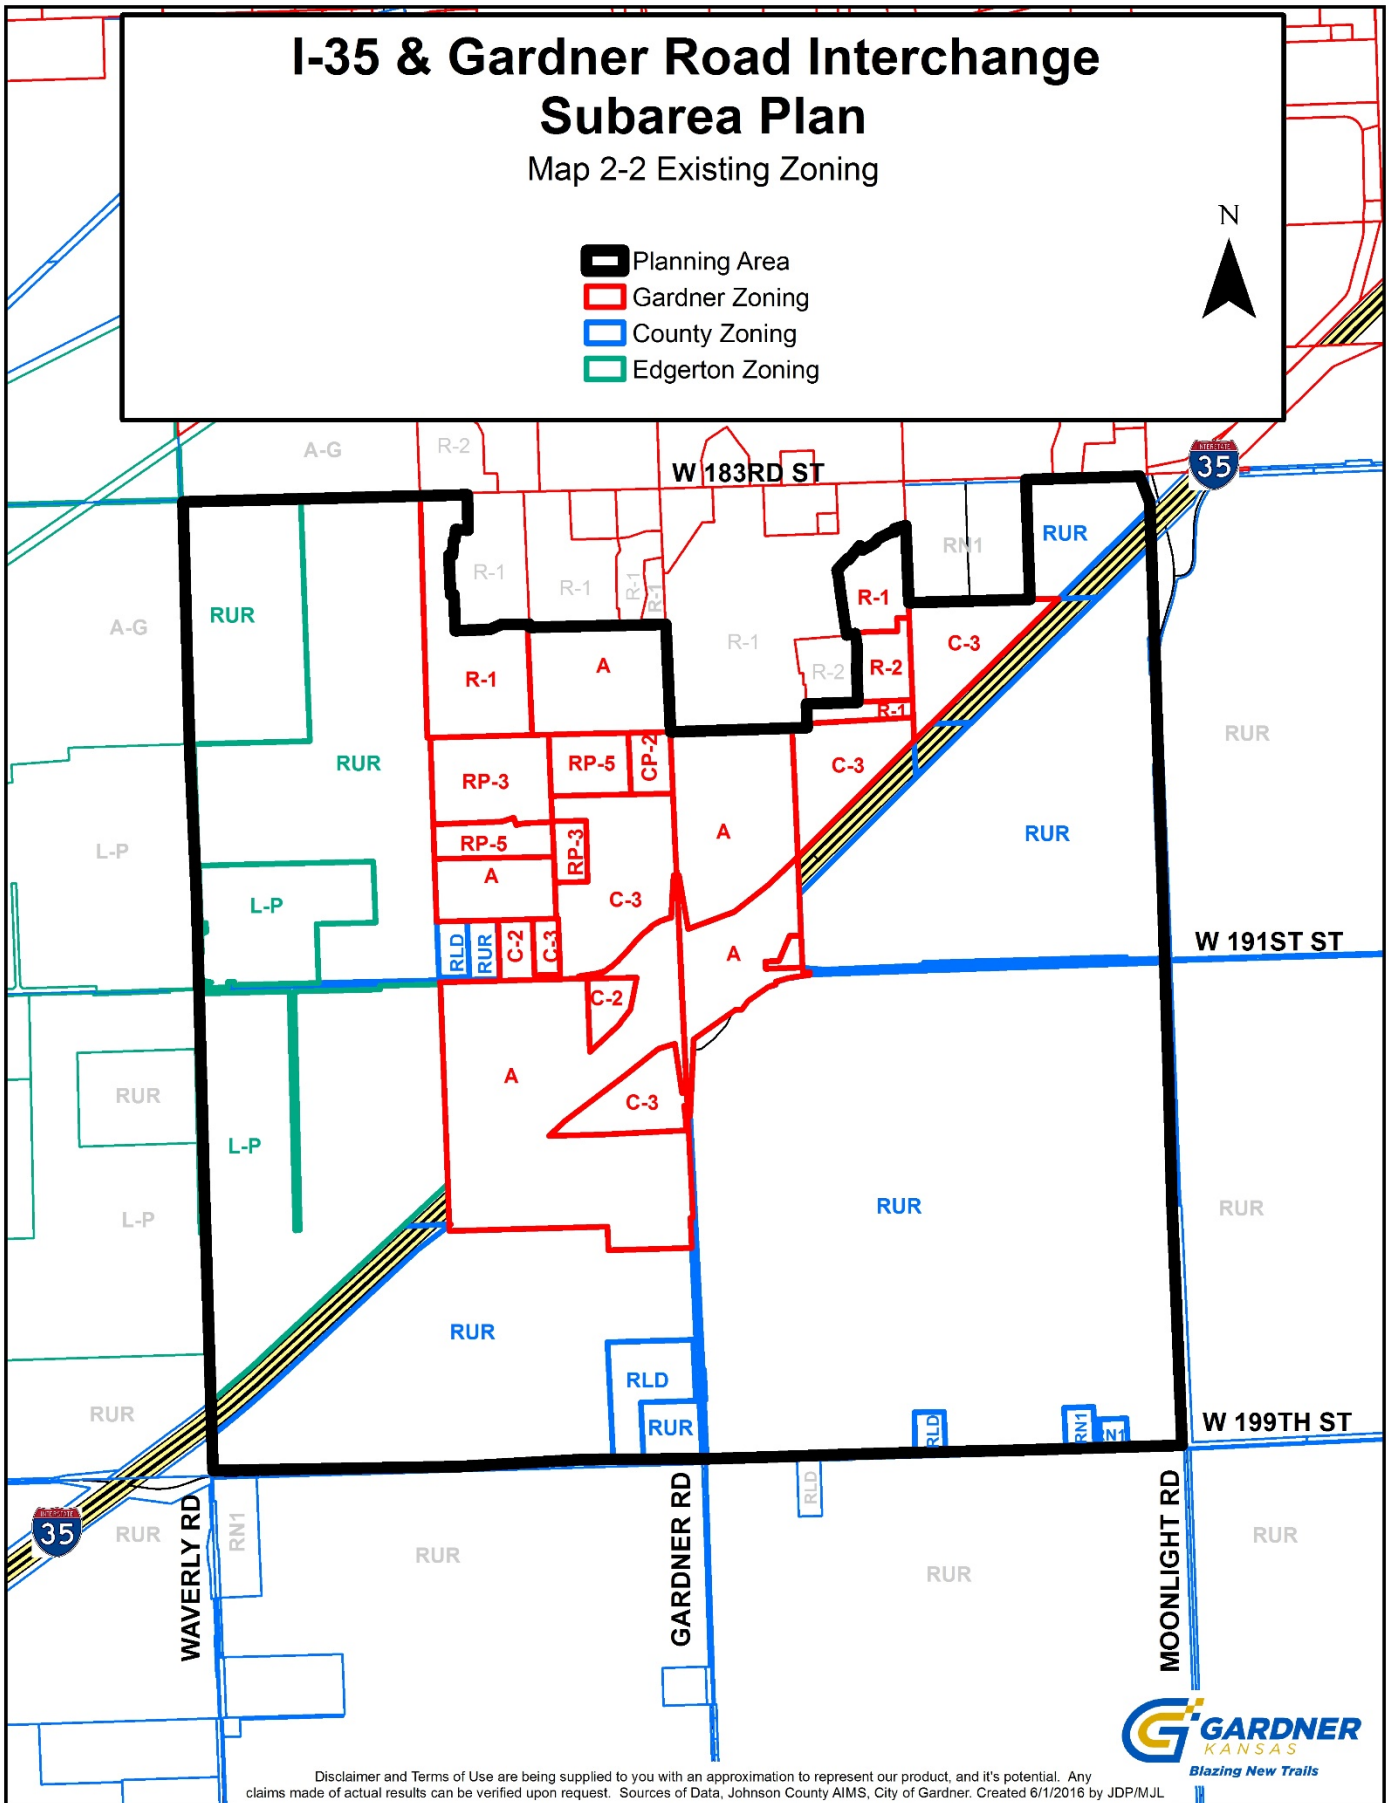 I-35 & Gardner Road Interchange
Subarea Plan
Map 2-2 Existing Zoning
N
Planning Area
Gardner Zoning
County Zoning
Edgerton Zoning
A-G
R-2
W 183RD ST
INTERSTATE
35
RUR
RN1
R-1
R-1
R-1
R-1
R-1
RUR
A-G
R-1
C-3
R-1
A
R-2
R-2
R-1
RUR
RUR
RP-3
RP-5
CP-2
C-3
A
RUR
RP-5
RP-3
L-P
A
C-3
L-P
RLD
RUR
C-2
C-3
A
W 191ST ST
C-2
A
RUR
C-3
L-P
L-P
RUR
RUR
RUR
RLD
RUR
RUR
RLD
RN1
RN1
W 199TH ST
INTERSTATE
35
RUR
WAVERLY RD
RN1
RUR
GARDNER RD
RLD
RUR
MOONLIGHT RD
RUR
GARDNER
KANSAS
Blazing New Trails
Disclaimer and Terms of Use are being supplied to you with an approximation to represent our product, and it's potential. Any
claims made of actual results can be verified upon request. Sources of Data, Johnson County AIMS, City of Gardner. Created 6/1/2016 by JDP/MJL